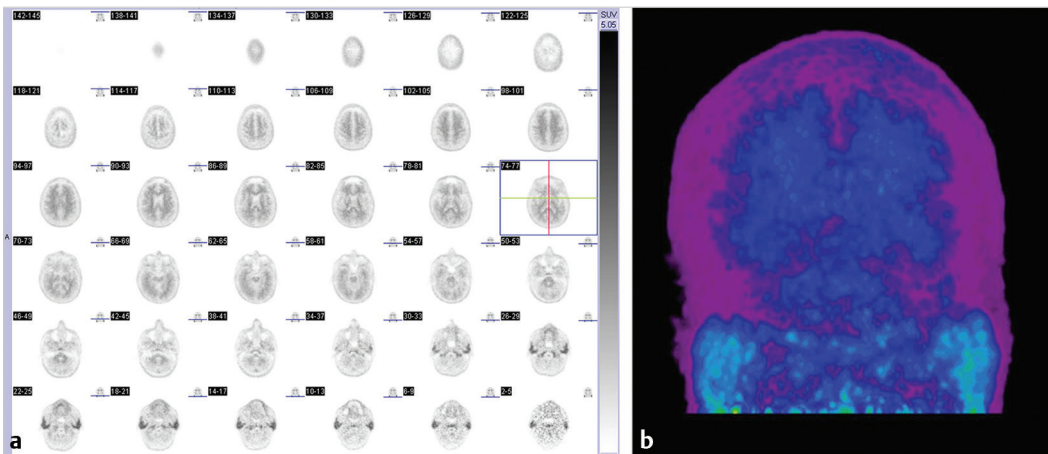 142-145 138-141 134-137 130-133 126-129 122-125
SUV
5.05
118-121 114-117 110-113 106-109 102-105 98-101
94-97 90-93 86-89 82-85 78-81 74-77
A
70-73 66-69 62-65 58-61 54-57 50-53
46-49 42-45 38-41 34-37 30-33 26-29
22-25 18-21 14-17 10-13 6-9 2-5
a b